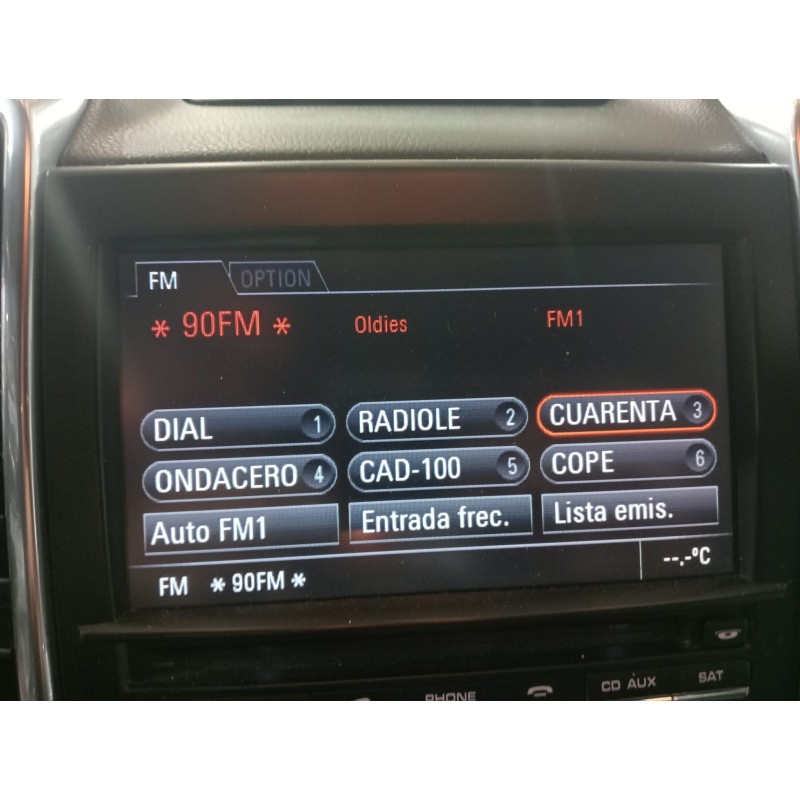 FM OPTION
* 90FM * Oldies FM1
DIAL 1 RADIOLE 2 CUARENTA 3
ONDACERO 4 CAD-100 5 COPE 6
Auto FM1 Entrada frec. Lista emis.
--.-°C
FM * 90FM *
PHONE CD AUX SAT